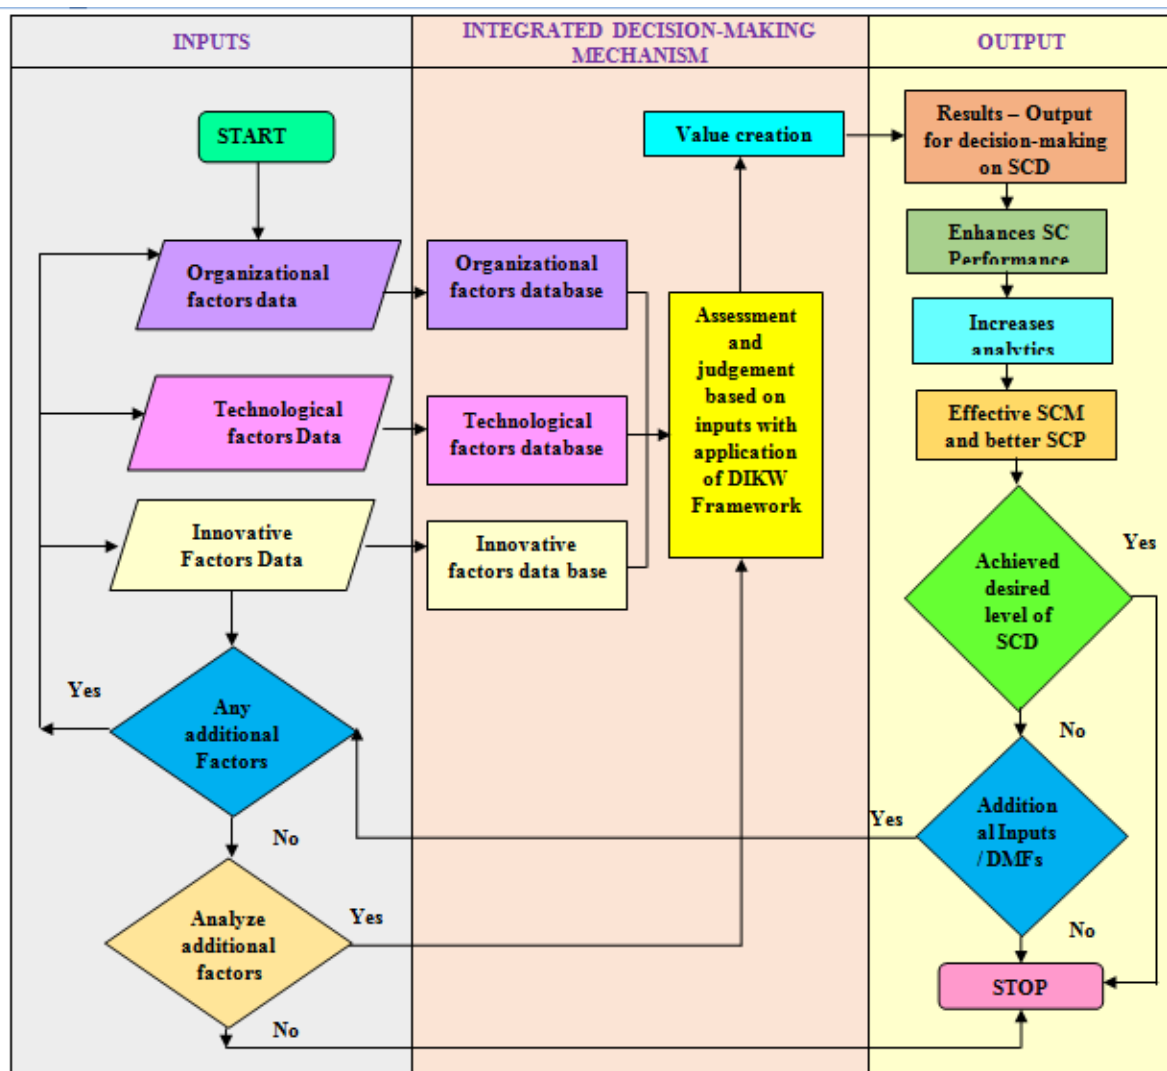 INPUTS
INTEGRATED DECISION-MAKING
MECHANISM
OUTPUT
START
Organizational
factors data
Technological
factors Data
Innovative
Factors Data
Yes
Any
additional
Factors
No
Analyze
additional
factors
Yes
No
Organizational
factors database
Technological
factors database
Innovative
factors data base
Value creation
Assessment
and
judgement
based on
inputs with
application
of DIKW
Framework
Results – Output
for decision-making
on SCD
Enhances SC
Performance
Increases
analytics
Effective SCM
and better SCP
Yes
Achieved
desired
level of
SCD
No
Yes
Addition
al Inputs
/ DMFs
No
STOP